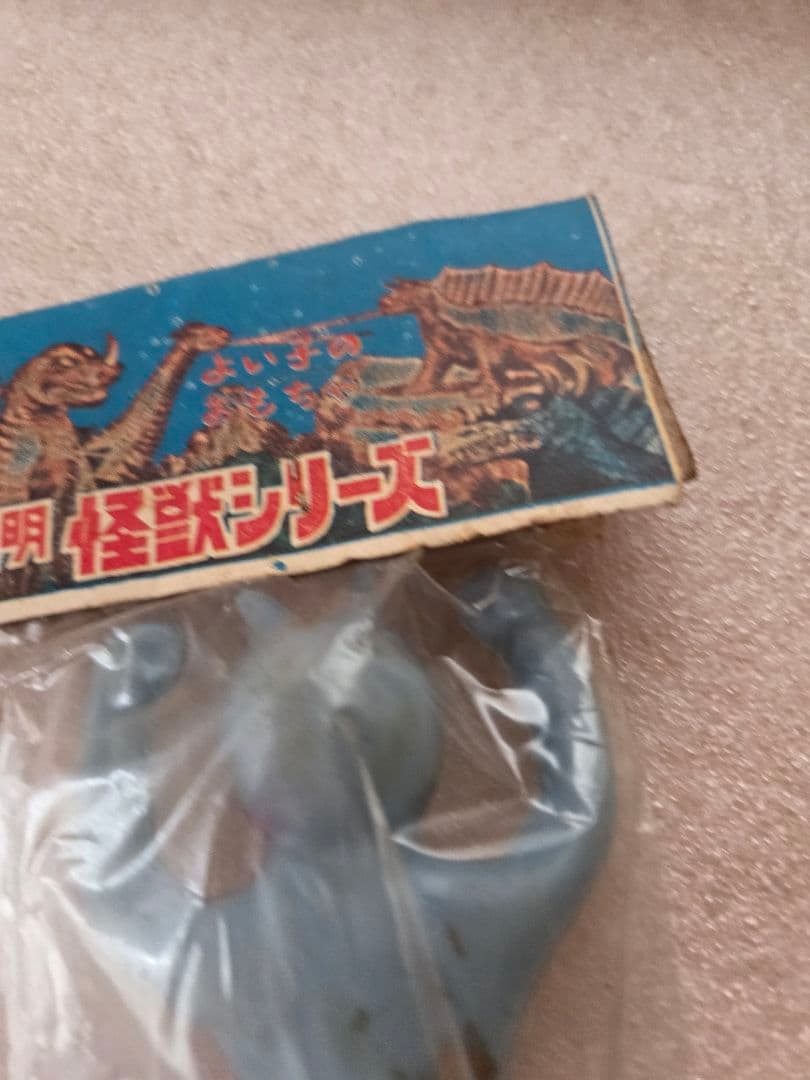 よい子の
おもちゃ
明 怪獣シリーズ